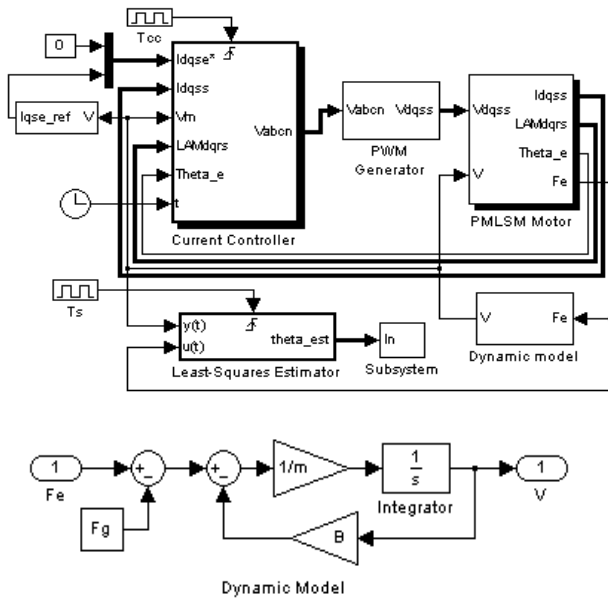 Tcc
0
Idqse*
Idqss
Vm
LAMdqrs
Theta_e
t
Vabcn
Current Controller
Iqse_ref V
Vabcn Vdqss
PWM
Generator
Vdqss
V
Idqss
LAMdqrs
Theta_e
Fe
PMLSM Motor
Ts
y(t)
u(t)
theta_est
Least-Squares Estimator
In
Subsystem
V Fe
Dynamic model
1
Fe
+
−
Fg
+
−
1/m
1
s
Integrator
B
1
V
Dynamic Model